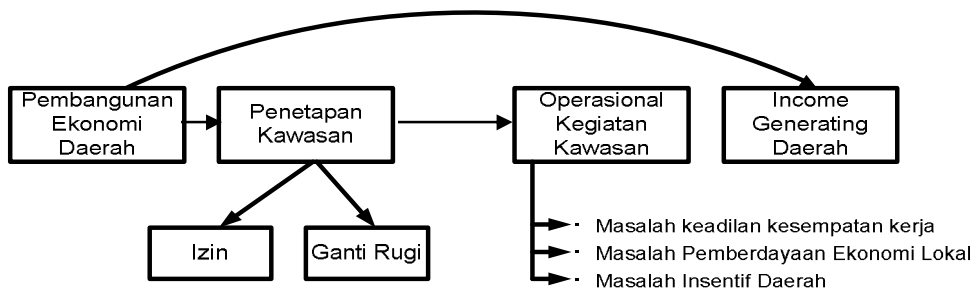 Pembangunan
Ekonomi
Daerah
Penetapan
Kawasan
Operasional
Kegiatan
Kawasan
Income
Generating
Daerah
Izin
Ganti Rugi
- Masalah keadilan kesempatan kerja
- Masalah Pemberdayaan Ekonomi Lokal
- Masalah Insentif Daerah